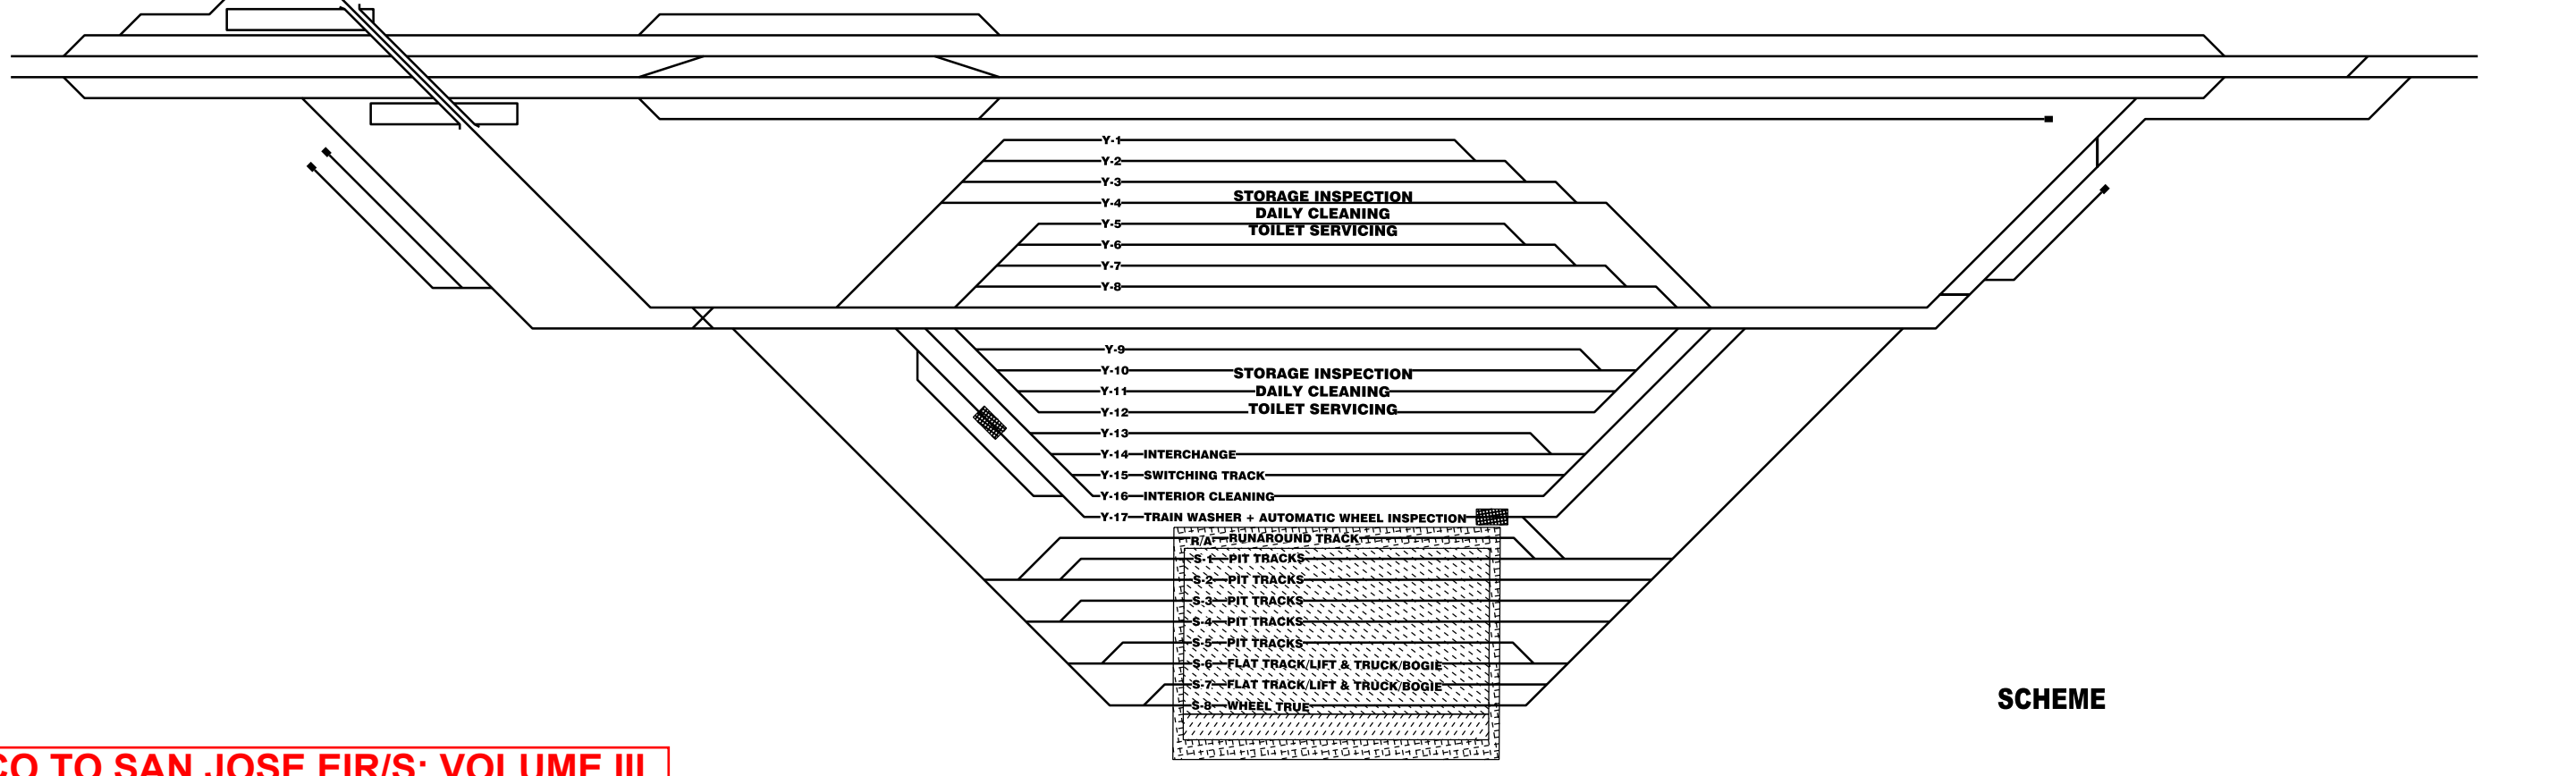 Y-1
Y-2
Y-3
STORAGE INSPECTION
Y-4
DAILY CLEANING
Y-5
TOILET SERVICING
Y-6
Y-7
Y-8
Y-9
Y-10 STORAGE INSPECTION
Y-11 DAILY CLEANING
Y-12 TOILET SERVICING
Y-13
Y-14 INTERCHANGE
Y-15 SWITCHING TRACK
Y-16 INTERIOR CLEANING
Y-17 TRAIN WASHER + AUTOMATIC WHEEL INSPECTION
R/A RUNAROUND TRACK
S-1 PIT TRACKS
S-2 PIT TRACKS
S-3 PIT TRACKS
S-4 PIT TRACKS
S-5 PIT TRACKS
S-6 FLAT TRACK/LIFT & TRUCK/BOGIE
S-7 FLAT TRACK/LIFT & TRUCK/BOGIE
S-8 WHEEL TRUE
SCHEME
TO SAN JOSE EIR/S: VOLUME III